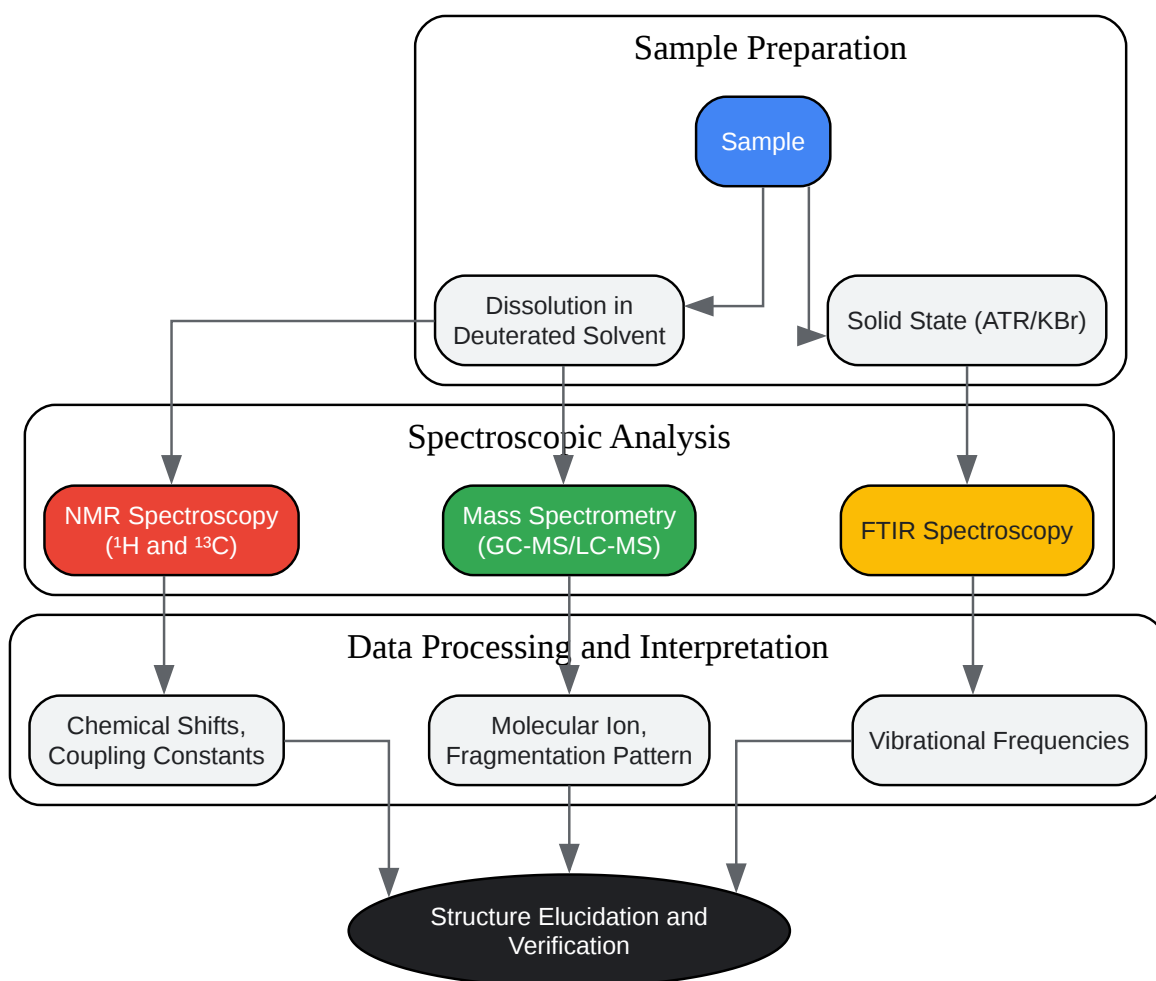 Sample Preparation
Sample
Dissolution in
Deuterated Solvent
Solid State (ATR/KBr)
Spectroscopic Analysis
NMR Spectroscopy
(¹H and ¹³C)
Mass Spectrometry
(GC-MS/LC-MS)
FTIR Spectroscopy
Data Processing and Interpretation
Chemical Shifts,
Coupling Constants
Molecular Ion,
Fragmentation Pattern
Vibrational Frequencies
Structure Elucidation and
Verification